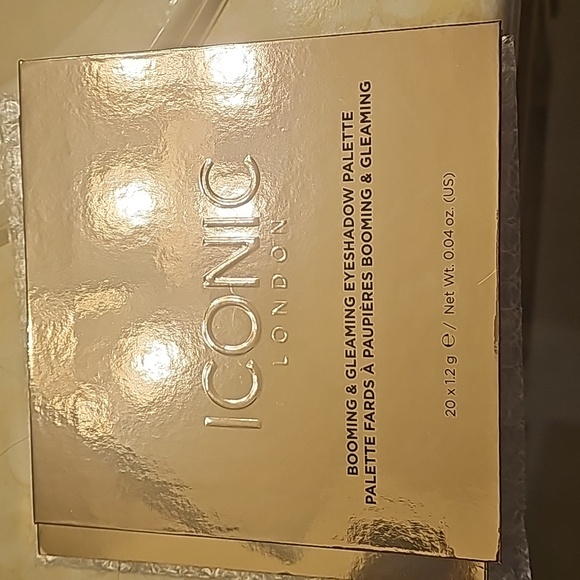 ICONIC
LONDON
BOOMING & GLEAMING EYESHADOW PALETTE
PALETTE FARDS À PAUPIÈRES BOOMING & GLEAMING
20 x 1.2 g ℮ / Net Wt. 0.04 oz. (US)